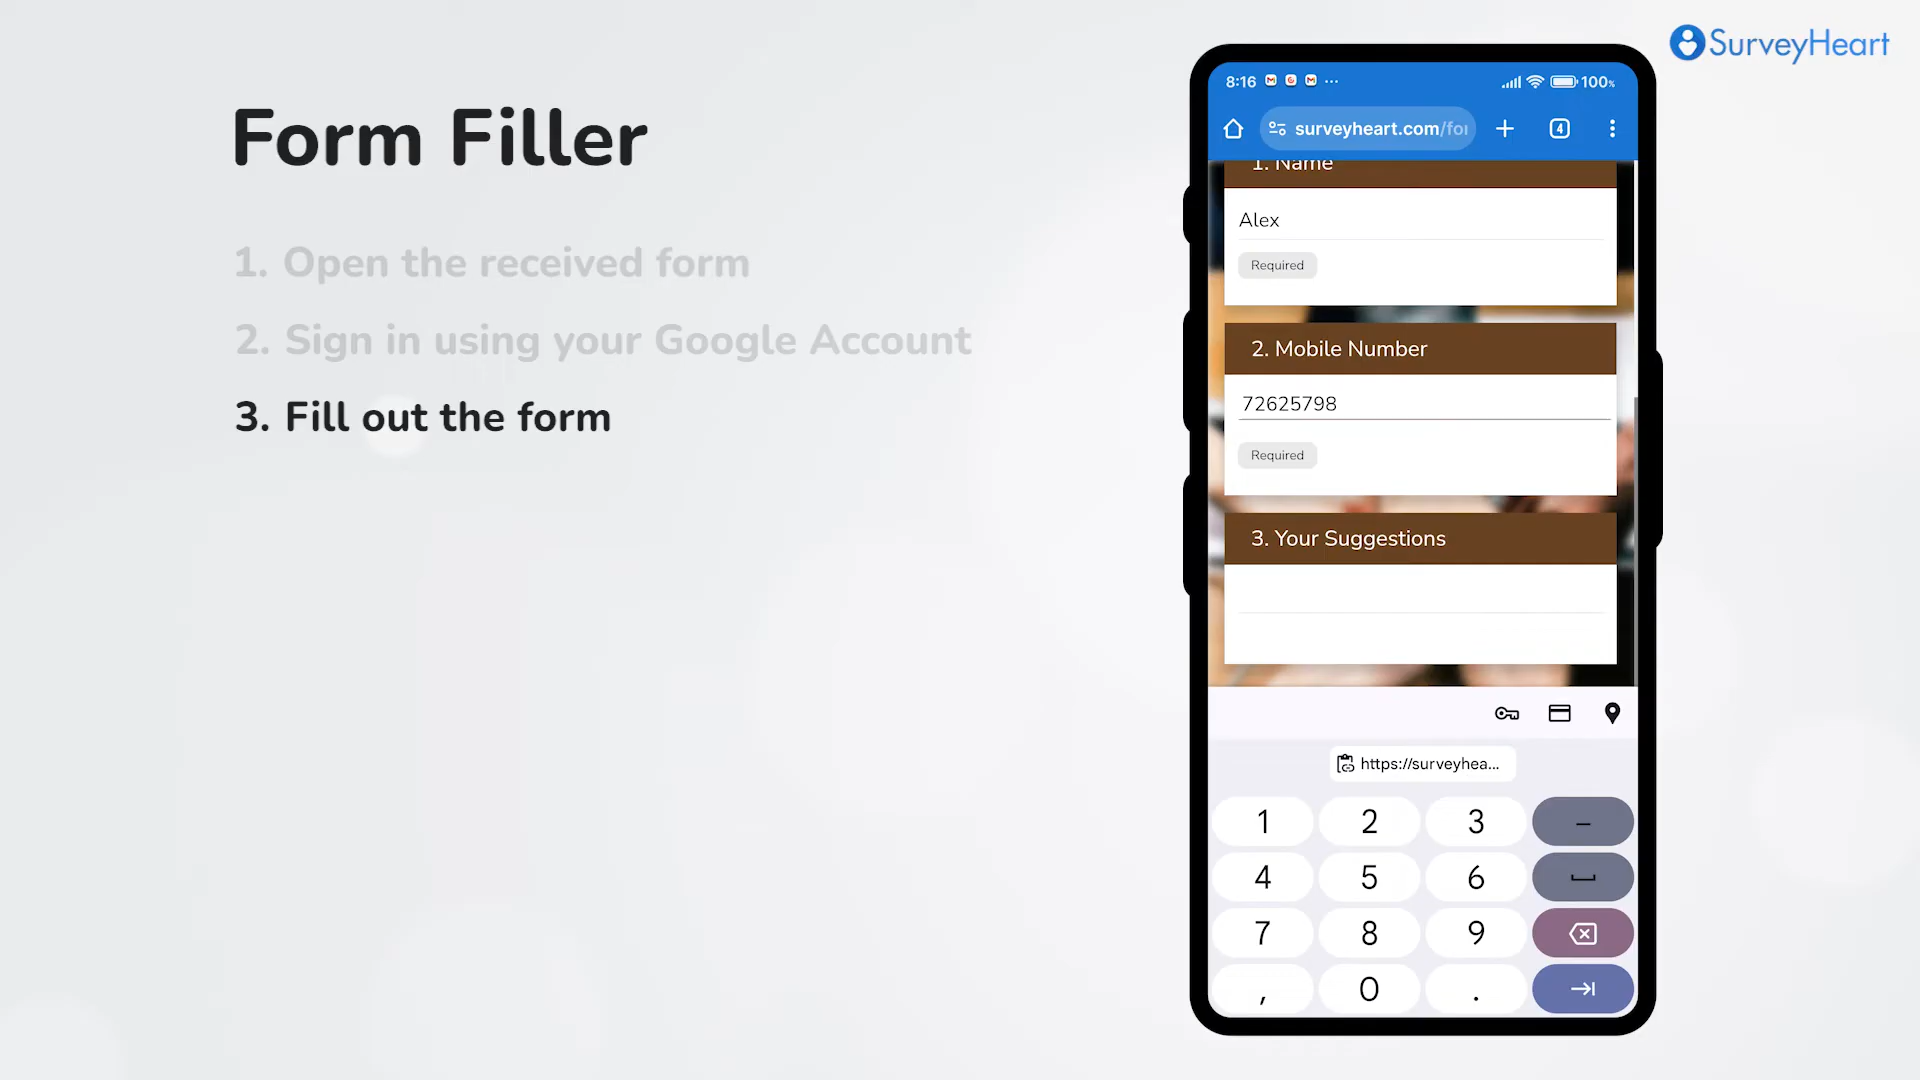 SurveyHeart
Form Filler
1. Open the received form
2. Sign in using your Google Account
3. Fill out the form
8:16
100%
surveyheart.com/for
4
1. Name
Alex
Required
2. Mobile Number
72625798
Required
3. Your Suggestions
https://surveyhea...
1 2 3 –
4 5 6
7 8 9
, 0 .